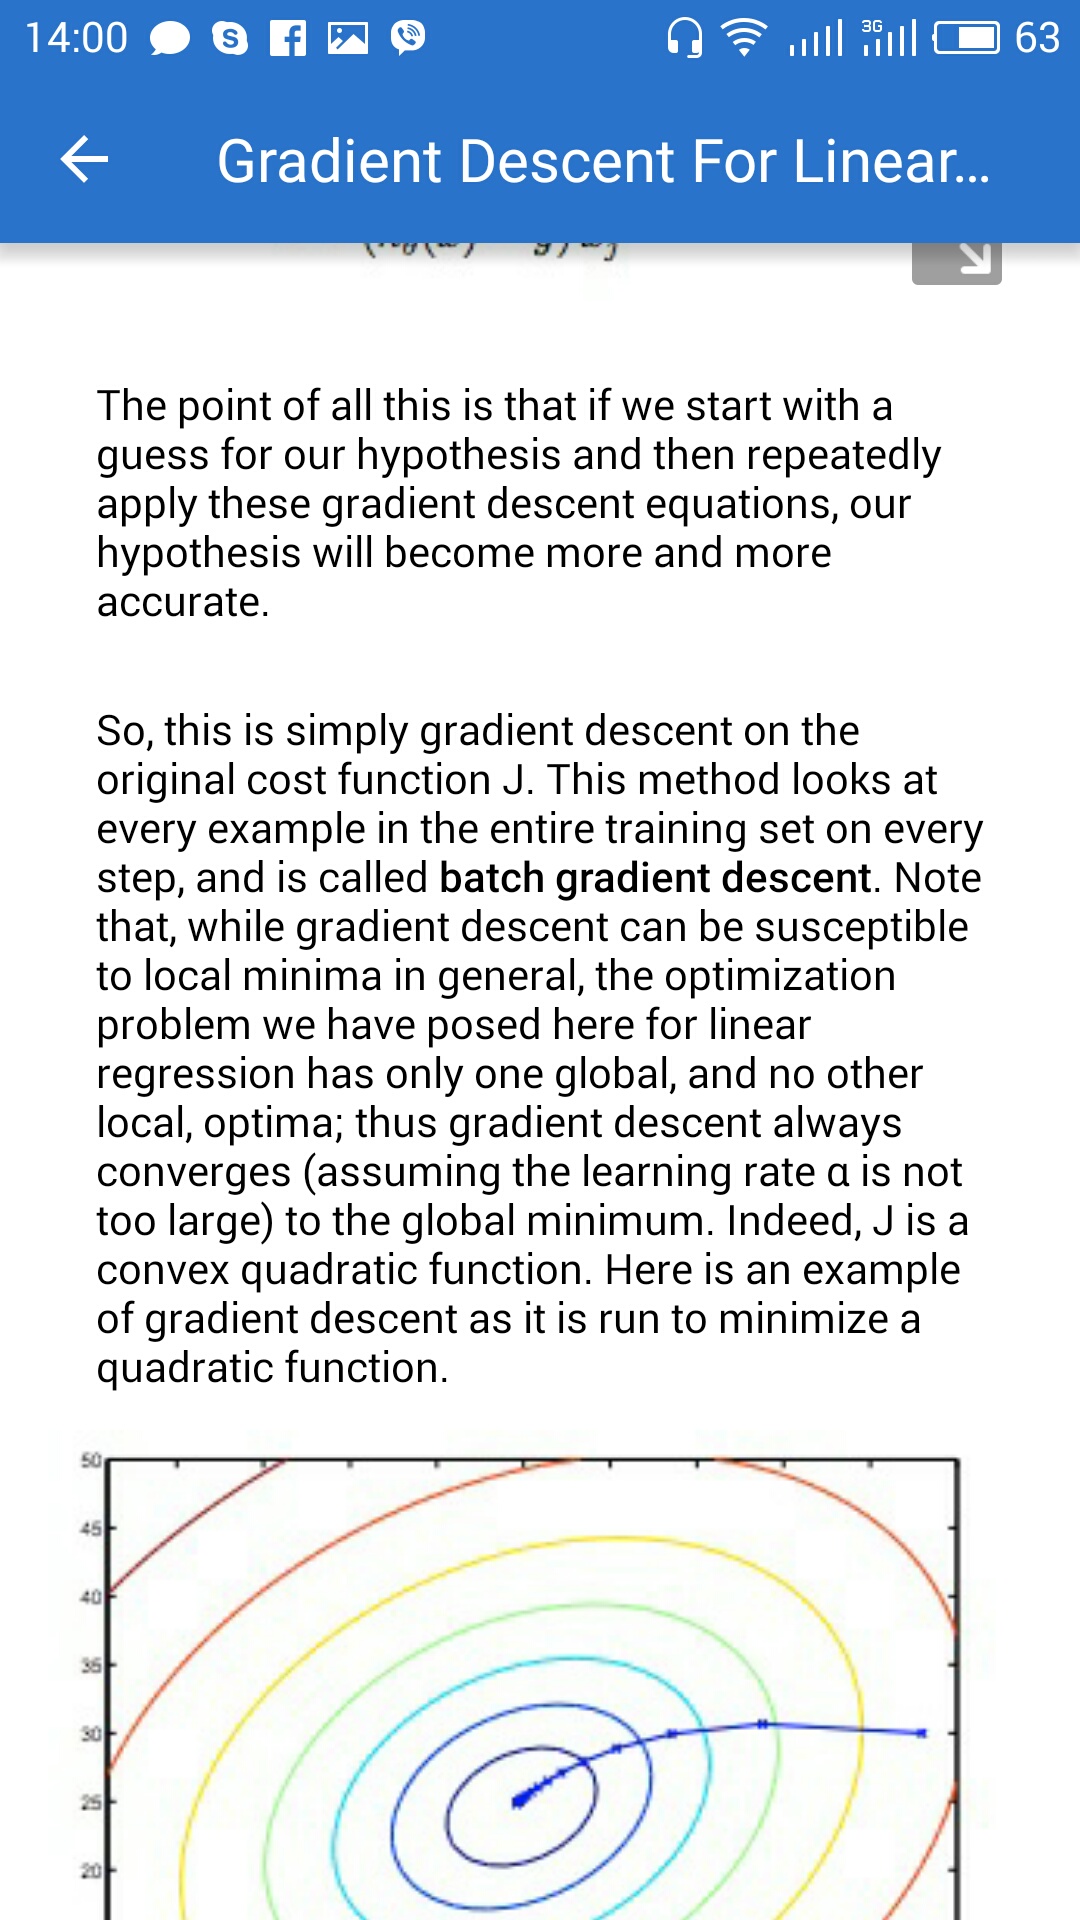 14:00
3G
63
Gradient Descent For Linear...
The point of all this is that if we start with a
guess for our hypothesis and then repeatedly
apply these gradient descent equations, our
hypothesis will become more and more
accurate.
So, this is simply gradient descent on the
original cost function J. This method looks at
every example in the entire training set on every
step, and is called batch gradient descent. Note
that, while gradient descent can be susceptible
to local minima in general, the optimization
problem we have posed here for linear
regression has only one global, and no other
local, optima; thus gradient descent always
converges (assuming the learning rate α is not
too large) to the global minimum. Indeed, J is a
convex quadratic function. Here is an example
of gradient descent as it is run to minimize a
quadratic function.
50
45
40
35
30
25
20